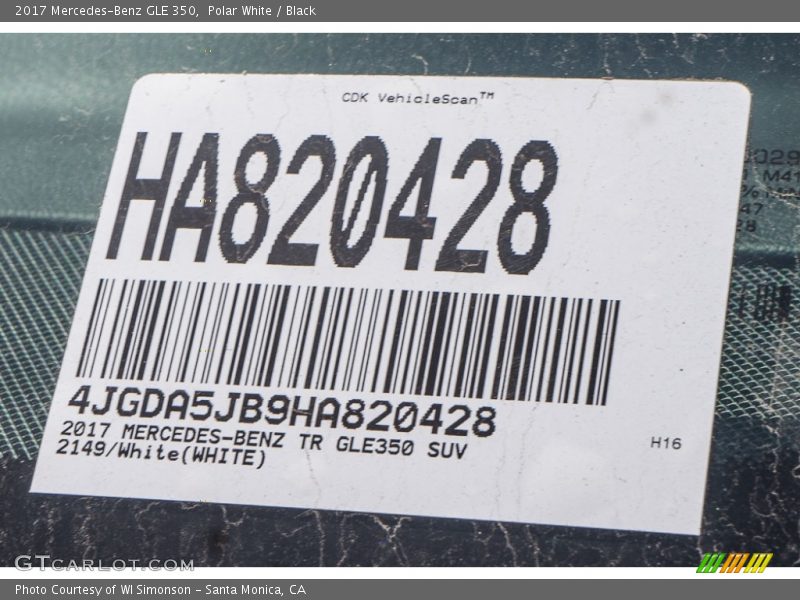 2017 Mercedes-Benz GLE 350, Polar White / Black
CDK VehicleScan™
HA820428
4JGDA5JB9HA820428
2017 MERCEDES-BENZ TR GLE350 SUV
2149/White(WHITE)
H16
GTCARLOT.COM
Photo Courtesy of WI Simonson - Santa Monica, CA